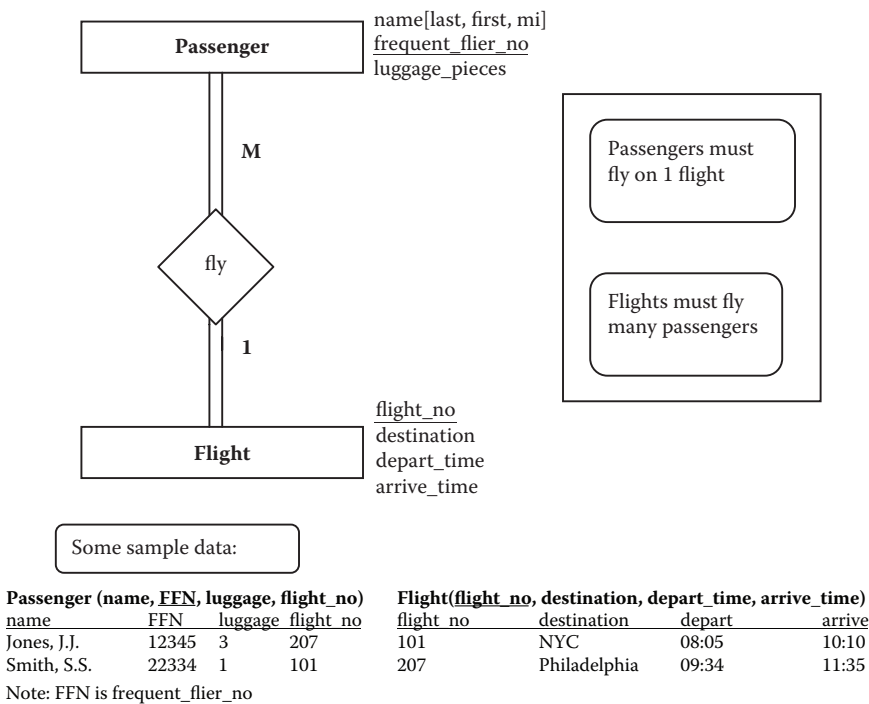 name[last, first, mi]
Passenger
frequent_flier_no
luggage_pieces
M
Passengers must
fly on 1 flight
fly
Flights must fly
many passengers
1
flight_no
destination
Flight
depart_time
arrive_time
Some sample data:
Passenger (name, FFN, luggage, flight_no)
name FFN luggage flight_no
Jones, J.J. 12345 3 207
Smith, S.S. 22334 1 101
Note: FFN is frequent_flier_no
Flight(flight_no, destination, depart_time, arrive_time)
flight_no destination depart arrive
101 NYC 08:05 10:10
207 Philadelphia 09:34 11:35